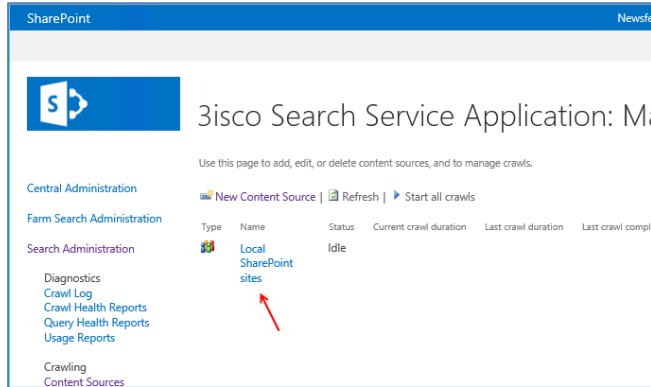 SharePoint
Newsfe
S
3isco Search Service Application: Ma
Use this page to add, edit, or delete content sources, and to manage crawls.
Central Administration
Farm Search Administration
Search Administration
Diagnostics
Crawl Log
Crawl Health Reports
Query Health Reports
Usage Reports
Crawling
Content Sources
New Content Source | Refresh | Start all crawls
Type Name Status Current crawl duration Last crawl duration Last crawl compl
Local Idle
SharePoint
sites